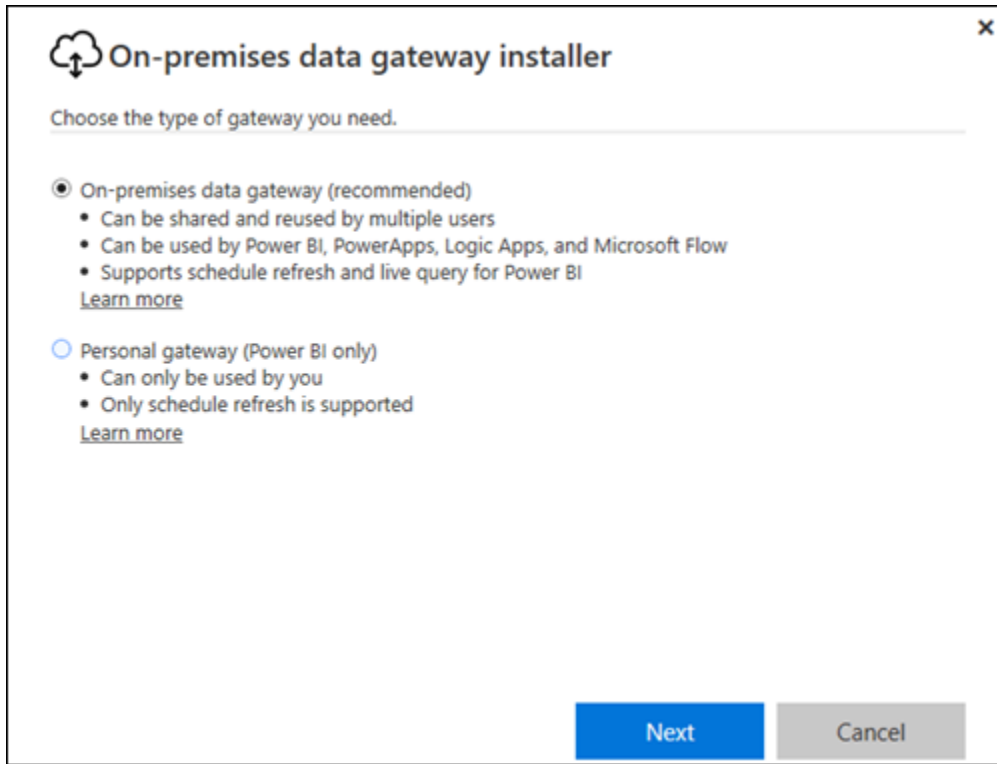 On-premises data gateway installer
Choose the type of gateway you need.
On-premises data gateway (recommended)
• Can be shared and reused by multiple users
• Can be used by Power BI, PowerApps, Logic Apps, and Microsoft Flow
• Supports schedule refresh and live query for Power BI
Learn more
Personal gateway (Power BI only)
• Can only be used by you
• Only schedule refresh is supported
Learn more
Next Cancel